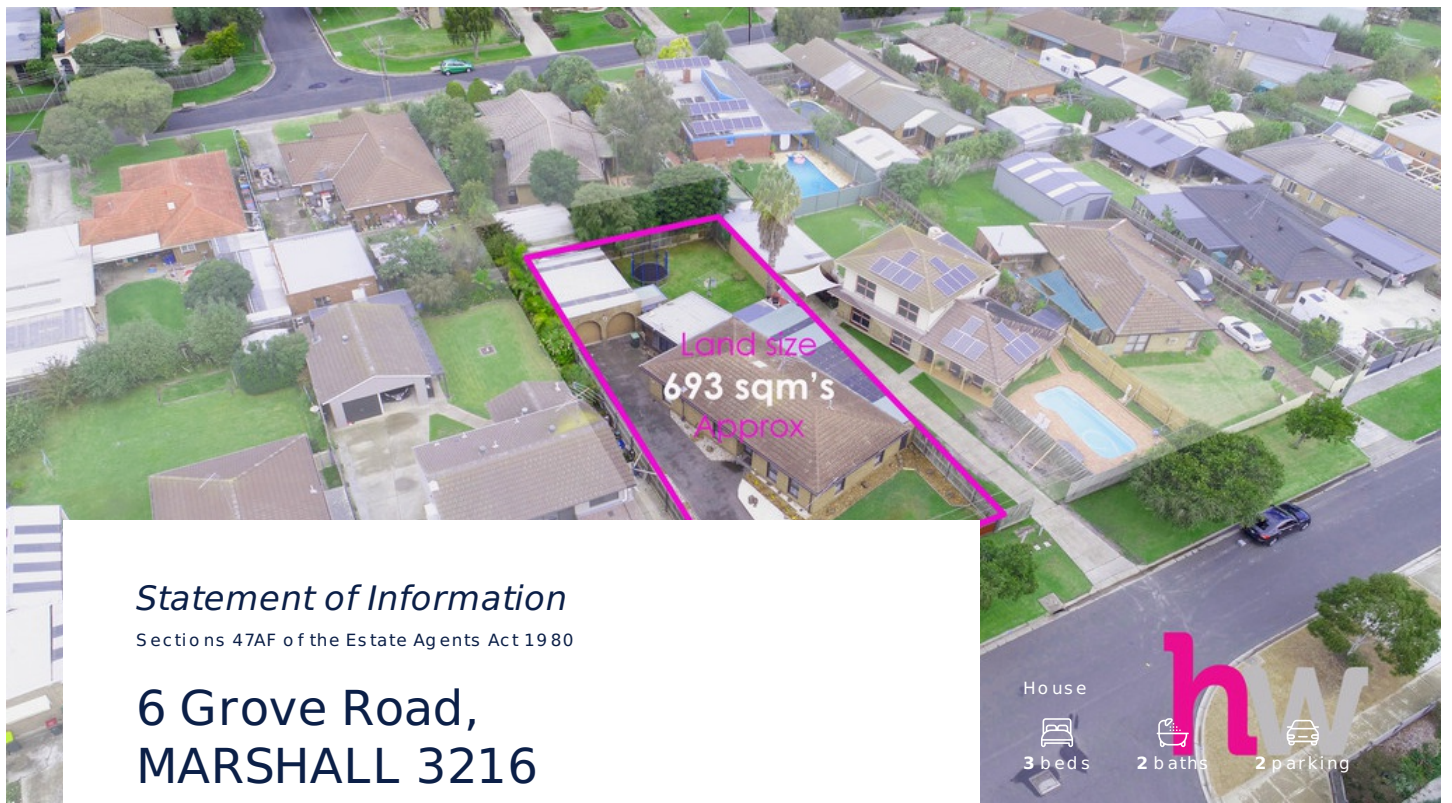 Land size
693 sqm's
Approx
Statement of Information
Sections 47AF of the Estate Agents Act 1980
6 Grove Road,
MARSHALL 3216
hw
House
3 beds
2 baths
2 parking